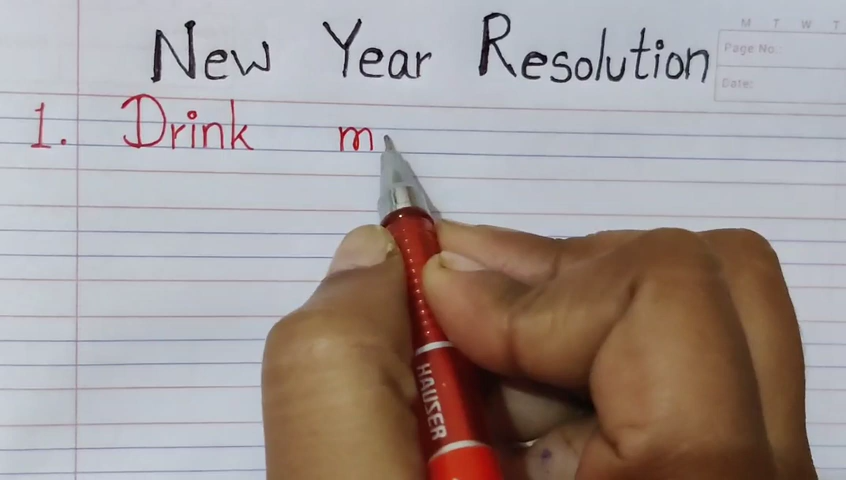 New Year Resolution
M T W T
Page No.:
Date:
1. Drink m
HAUSER